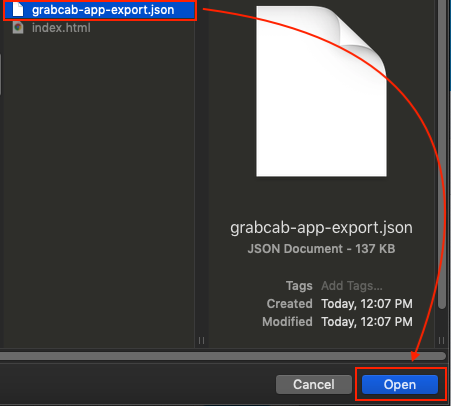 grabcab-app-export.json
index.html
grabcab-app-export.json
JSON Document - 137 KB
Tags Add Tags...
Created Today, 12:07 PM
Modified Today, 12:07 PM
Cancel Open